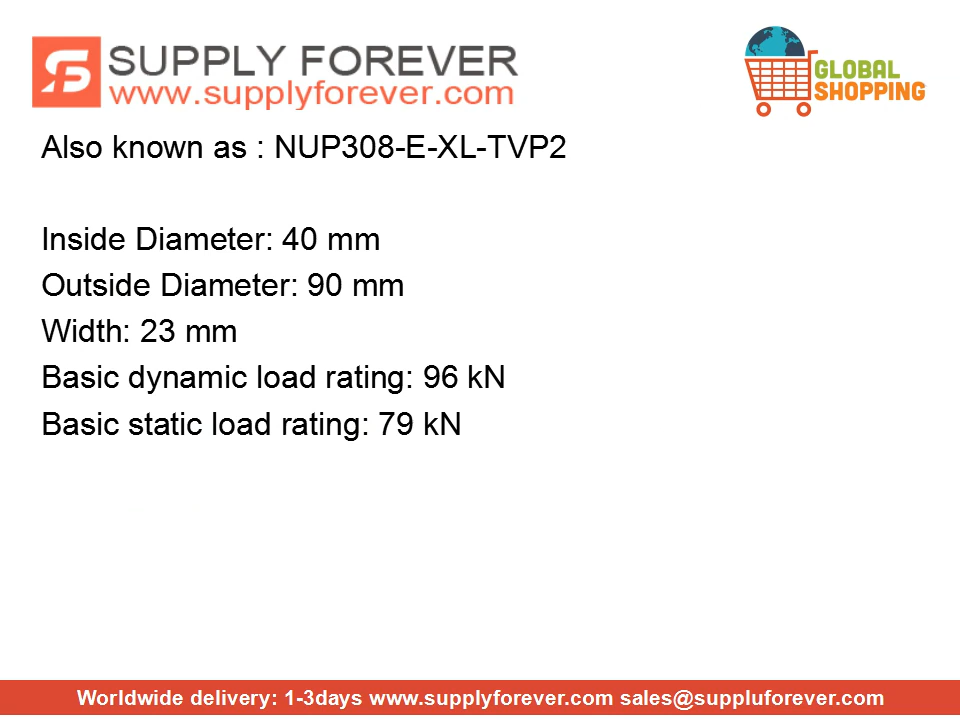 SUPPLY FOREVER
www.supplyforever.com
GLOBAL
SHOPPING
Also known as : NUP308-E-XL-TVP2
Inside Diameter: 40 mm
Outside Diameter: 90 mm
Width: 23 mm
Basic dynamic load rating: 96 kN
Basic static load rating: 79 kN
Worldwide delivery: 1-3days www.supplyforever.com sales@suppluforever.com